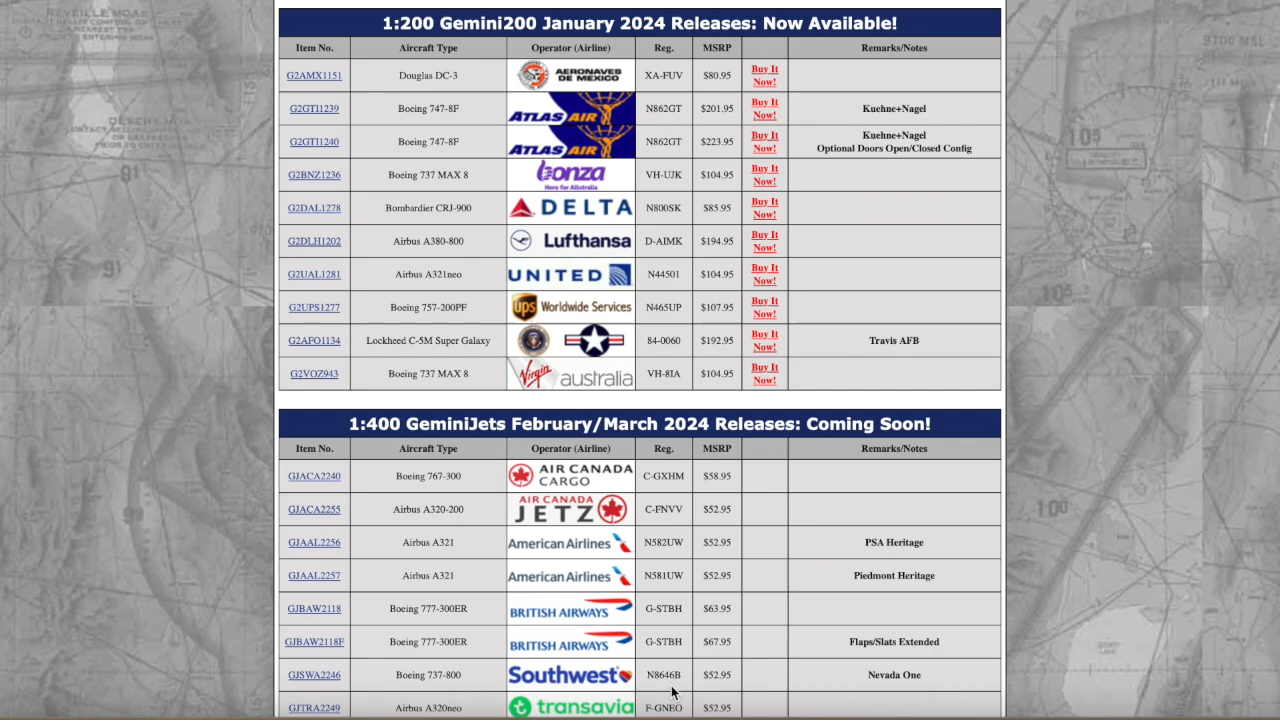 1:200 Gemini200 January 2024 Releases: Now Available!
Item No. Aircraft Type Operator (Airline) Reg. MSRP Remarks/Notes
Douglas DC-3 AERONAVES DE MEXICO XA-FUV $80.95 Buy It Now!
G2GTI1239 Boeing 747-8F ATLAS AIR N862GT $201.95 Buy It Now! Kuehne+Nagel
G2GTI1240 Boeing 747-8F ATLAS AIR N862GT $223.95 Buy It Now! Kuehne+Nagel Optional Doors Open/Closed Config
G2BNZ1236 Boeing 737 MAX 8 bonza Here for Allstralia VH-UJK $104.95 Buy It Now!
G2DAL1278 Bombardier CRJ-900 DELTA N800SK $85.95 Buy It Now!
G2DLH1202 Airbus A380-800 Lufthansa D-AIMK $194.95 Buy It Now!
G2UAL1281 Airbus A321neo UNITED N44501 $104.95 Buy It Now!
G2UPS1277 Boeing 757-200PF ups Worldwide Services N465UP $107.95 Buy It Now!
G2AFO1134 Lockheed C-5M Super Galaxy 84-0060 $192.95 Buy It Now! Travis AFB
G2VOZ943 Boeing 737 MAX 8 Virgin australia VH-8IA $104.95 Buy It Now!
1:400 GeminiJets February/March 2024 Releases: Coming Soon!
Item No. Aircraft Type Operator (Airline) Reg. MSRP Remarks/Notes
GJACA2240 Boeing 767-300 AIR CANADA CARGO C-GXHM $58.95
GJACA2255 Airbus A320-200 AIR CANADA JETZ C-FNVV $52.95
GJAAL2256 Airbus A321 American Airlines N582UW $52.95 PSA Heritage
GJAAL2257 Airbus A321 American Airlines N581UW $52.95 Piedmont Heritage
GJBAW2118 Boeing 777-300ER BRITISH AIRWAYS G-STBH $63.95
GJBAW2118F Boeing 777-300ER BRITISH AIRWAYS G-STBH $67.95 Flaps/Slats Extended
GJSWA2246 Boeing 737-800 Southwest N8646B $52.95 Nevada One
GJTRA2249 Airbus A320neo transavia F-GNEO $52.95